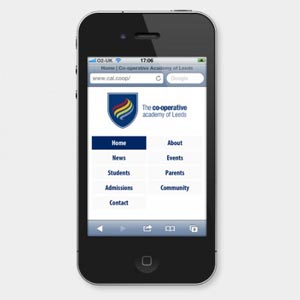 O2-UK 17:06
Home | Co-operative Academy of Leeds
www.cal.coop/ Google
The co-operative
academy of Leeds
Home About
News Events
Students Parents
Admissions Community
Contact